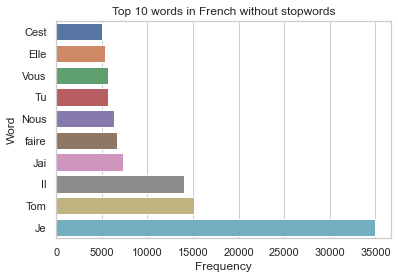 Top 10 words in French without stopwords
Cest
Elle
Vous
Tu
Nous
faire
Jai
Il
Tom
Je
Word
0 5000 10000 15000 20000 25000 30000 35000
Frequency